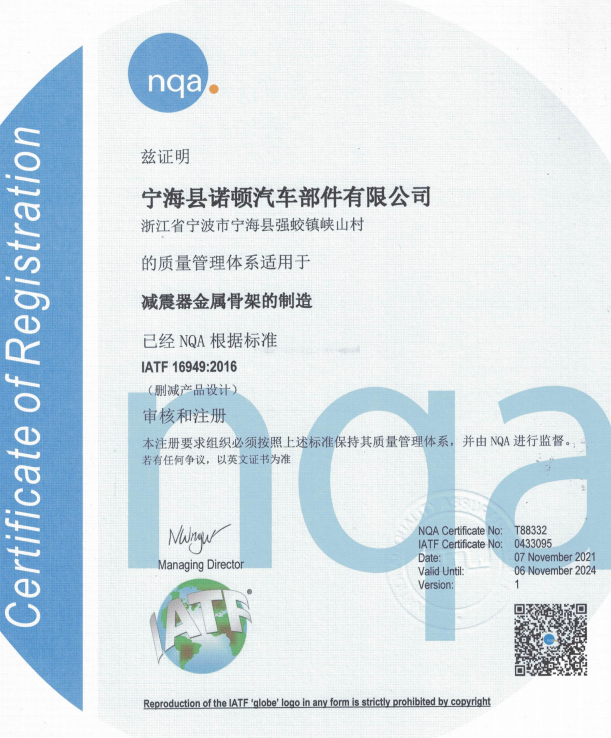 nqa.
Certificate of Registration
兹证明
宁海县诺顿汽车部件有限公司
浙江省宁波市宁海县强蛟镇峡山村
的质量管理体系适用于
减震器金属骨架的制造
已经 NQA 根据标准
IATF 16949:2016
（删减产品设计）
审核和注册
本注册要求组织必须按照上述标准保持其质量管理体系，并由 NQA 进行监督。
若有任何争议，以英文证书为准
nqa
Managing Director
NQA Certificate No: T88332
IATF Certificate No: 0433095
Date: 07 November 2021
Valid Until: 06 November 2024
Version: 1
IATF®
nqa
Reproduction of the IATF 'globe' logo in any form is strictly prohibited by copyright